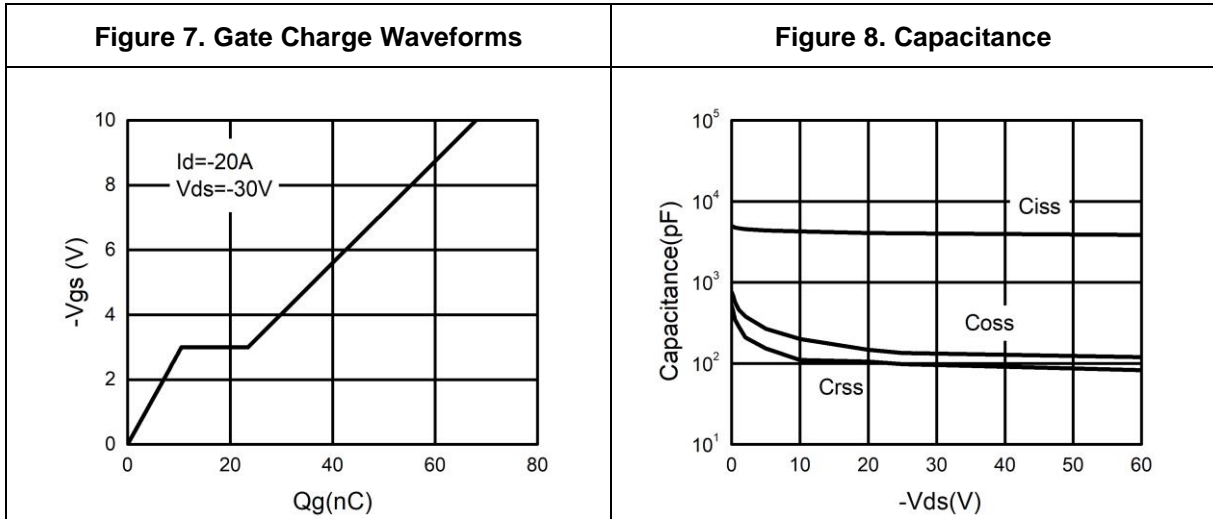 Figure 7. Gate Charge Waveforms
10
8
6
4
2
0
-Vgs (V)
Id=-20A
Vds=-30V
0 20 40 60 80
Qg(nC)
Figure 8. Capacitance
10^5
10^4
10^3
10^2
10^1
Capacitance(pF)
Ciss
Coss
Crss
0 10 20 30 40 50 60
-Vds(V)